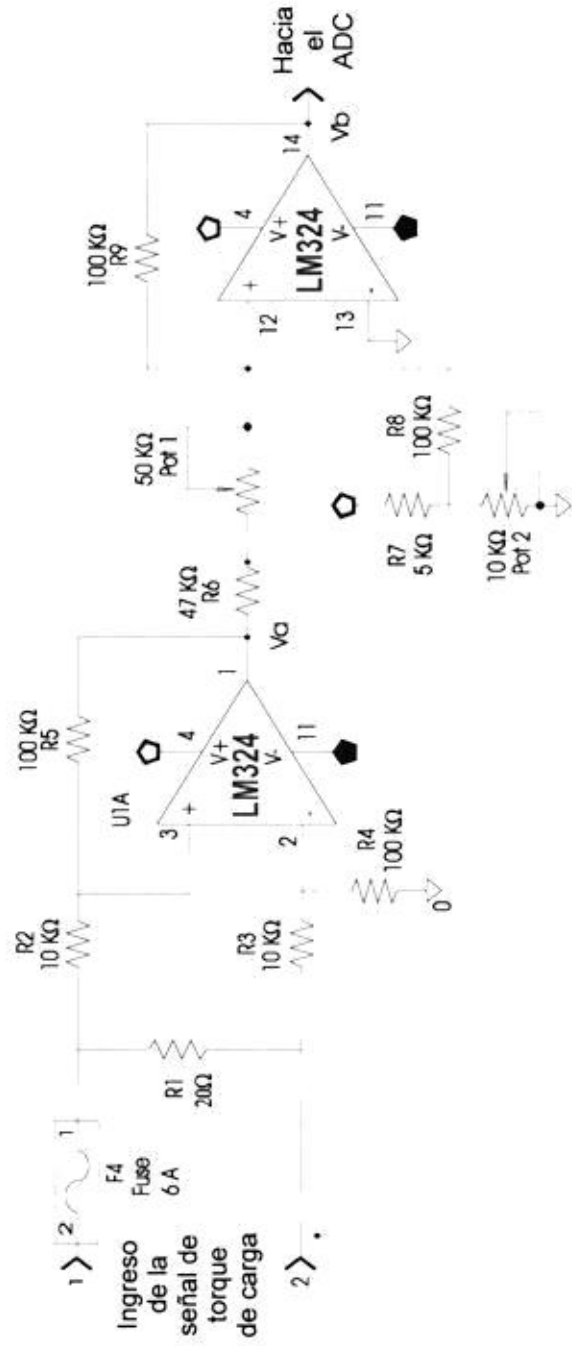 Ingreso
de la
señal de
torque
de carga
1
2
2
1
F4
Fuse
6 A
R1
20Ω
R2
10 KΩ
R3
10 KΩ
R4
100 KΩ
0
100 KΩ
R5
U1A
3
2
+
-
4
V+
LM324
V-
11
1
Va
47 KΩ
R6
50 KΩ
Pot 1
R7
5 KΩ
R8
100 KΩ
10 KΩ
Pot 2
100 KΩ
R9
12
13
+
-
4
V+
LM324
V-
11
14
Vb
Hacia
el
ADC